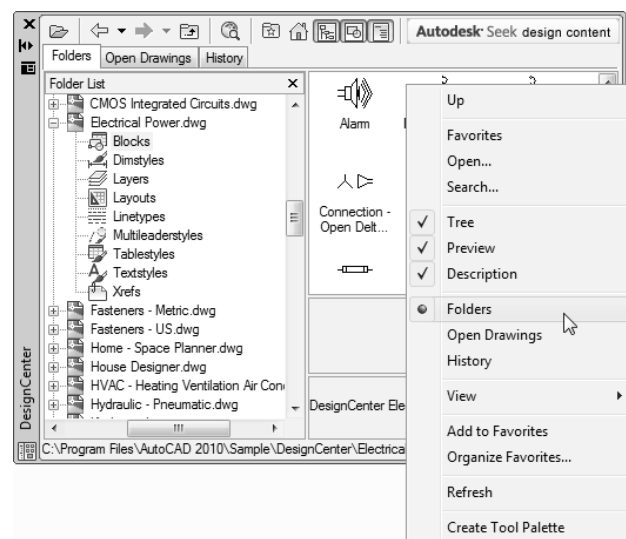 Autodesk Seek design content
Folders
Open Drawings
History
Folder List
CMOS Integrated Circuits.dwg
Electrical Power.dwg
Blocks
Dimstyles
Layers
Layouts
Linetypes
Multileaderstyles
Tablestyles
Textstyles
Xrefs
Fasteners - Metric.dwg
Fasteners - US.dwg
Home - Space Planner.dwg
House Designer.dwg
HVAC - Heating Ventilation Air Con
Hydraulic - Pneumatic.dwg
Alarm
Connection -
Open Delt...
DesignCenter Ele
C:\Program Files\AutoCAD 2010\Sample\DesignCenter\Electrica
DesignCenter
Up
Favorites
Open...
Search...
Tree
Preview
Description
Folders
Open Drawings
History
View
Add to Favorites
Organize Favorites...
Refresh
Create Tool Palette